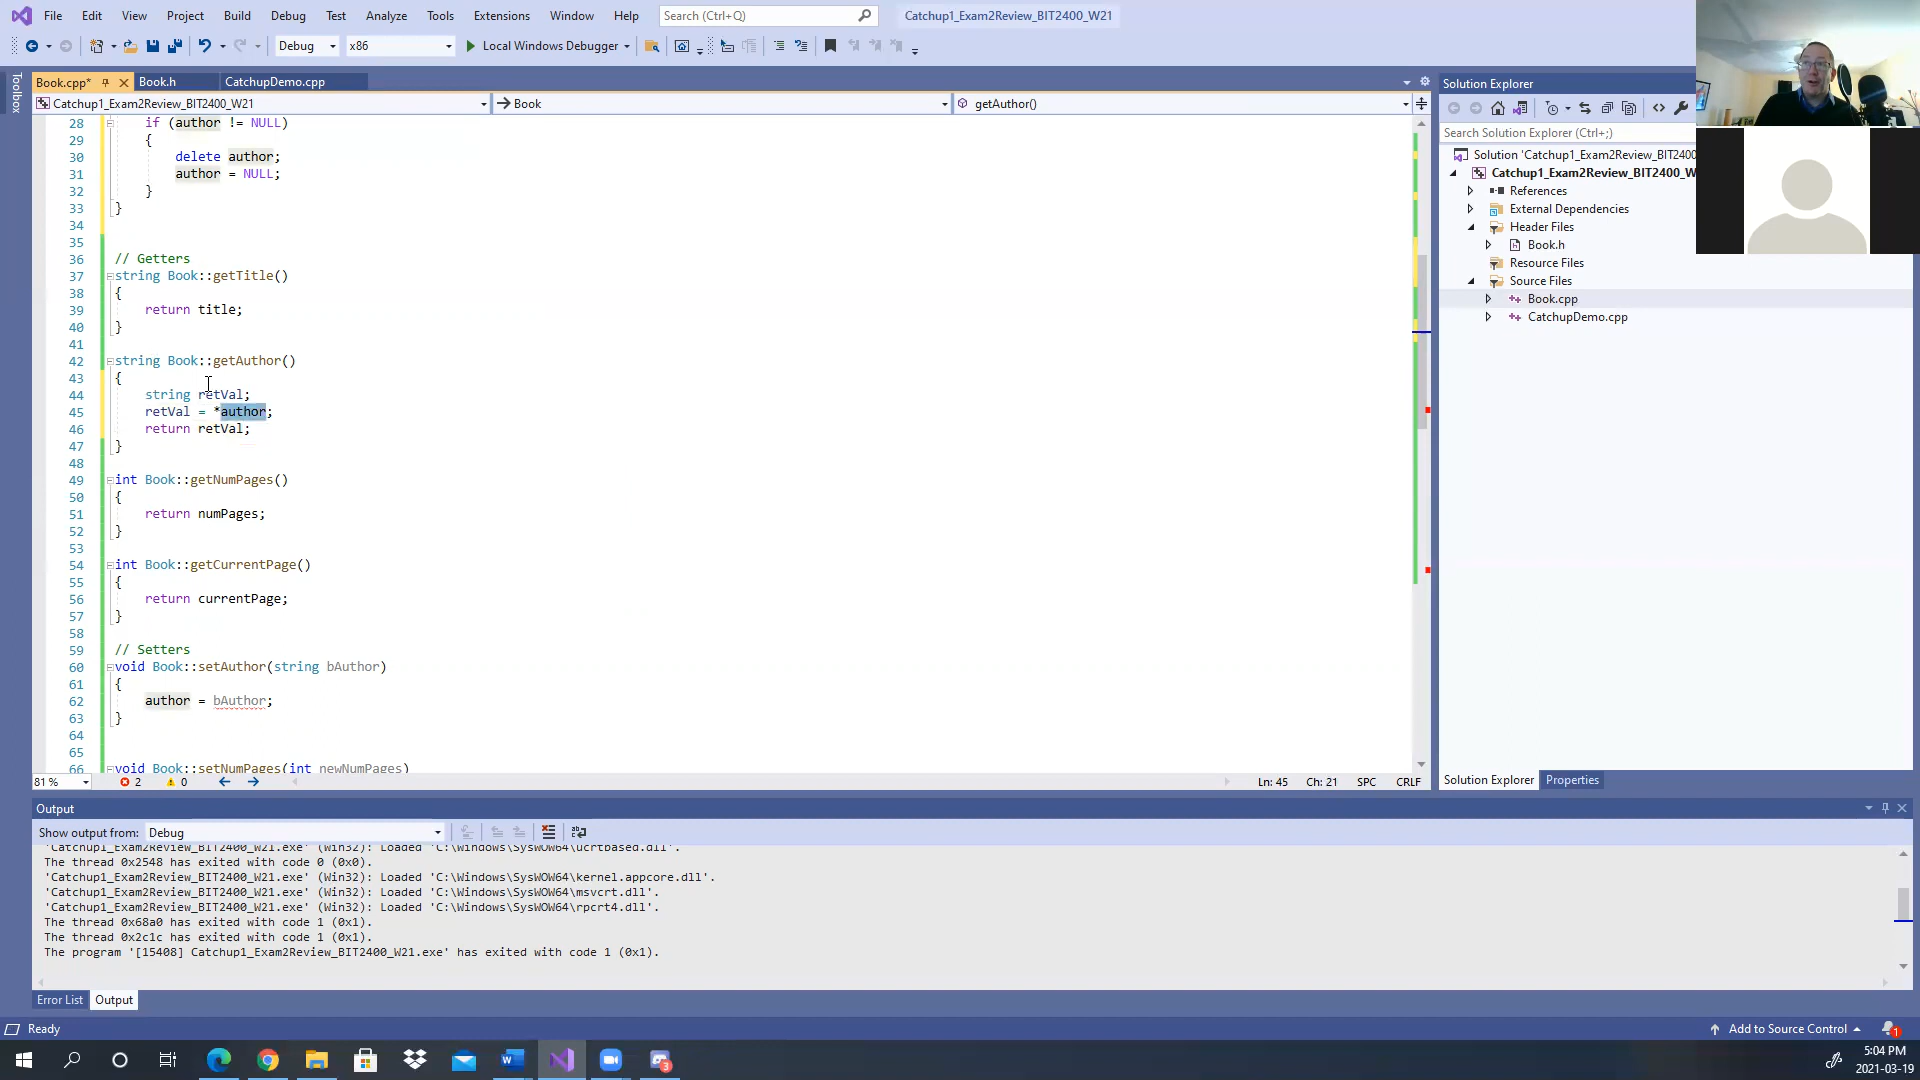 File Edit View Project Build Debug Test Analyze Tools Extensions Window Help Search (Ctrl+Q) Catchup1_Exam2Review_BIT2400_W21
Debug x86 Local Windows Debugger
Toolbox
Book.cpp* Book.h CatchupDemo.cpp
Catchup1_Exam2Review_BIT2400_W21 Book getAuthor()
28 if (author != NULL)
29 {
30 delete author;
31 author = NULL;
32 }
33 }
34
35
36 // Getters
37 string Book::getTitle()
38 {
39 return title;
40 }
41
42 string Book::getAuthor()
43 {
44 string retVal;
45 retVal = *author;
46 return retVal;
47 }
48
49 int Book::getNumPages()
50 {
51 return numPages;
52 }
53
54 int Book::getCurrentPage()
55 {
56 return currentPage;
57 }
58
59 // Setters
60 void Book::setAuthor(string bAuthor)
61 {
62 author = bAuthor;
63 }
64
65
66 void Book::setNumPages(int newNumPages)
81 % 2 0 Ln: 45 Ch: 21 SPC CRLF
Solution Explorer
Search Solution Explorer (Ctrl+;)
Solution 'Catchup1_Exam2Review_BIT2400
Catchup1_Exam2Review_BIT2400_W
References
External Dependencies
Header Files
Book.h
Resource Files
Source Files
Book.cpp
CatchupDemo.cpp
Solution Explorer Properties
Output
Show output from: Debug
'Catchup1_Exam2Review_BIT2400_W21.exe' (Win32): Loaded 'C:\Windows\SysWOW64\ucrtbased.dll'.
The thread 0x2548 has exited with code 0 (0x0).
'Catchup1_Exam2Review_BIT2400_W21.exe' (Win32): Loaded 'C:\Windows\SysWOW64\kernel.appcore.dll'.
'Catchup1_Exam2Review_BIT2400_W21.exe' (Win32): Loaded 'C:\Windows\SysWOW64\msvcrt.dll'.
'Catchup1_Exam2Review_BIT2400_W21.exe' (Win32): Loaded 'C:\Windows\SysWOW64\rpcrt4.dll'.
The thread 0x68a0 has exited with code 1 (0x1).
The thread 0x2c1c has exited with code 1 (0x1).
The program '[15408] Catchup1_Exam2Review_BIT2400_W21.exe' has exited with code 1 (0x1).
Error List Output
Ready Add to Source Control 1
3
5:04 PM
2021-03-19